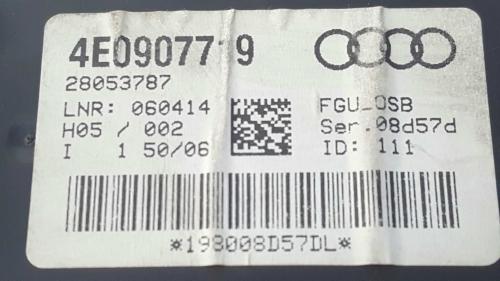 4E0907719
28053787
LNR: 060414 FGU_OSB
H05 / 002 Ser.08d57d
I 1 50/06 ID: 111
*198008D57DL*